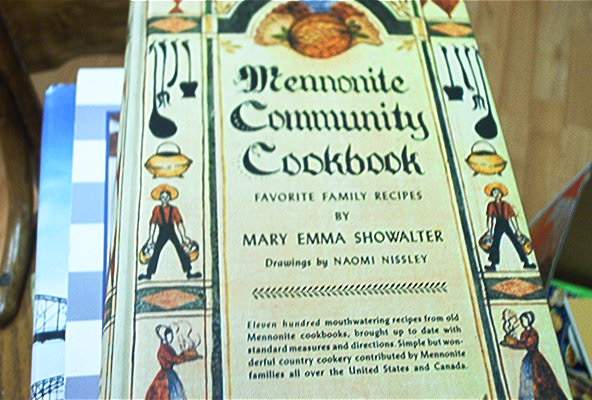 Mennonite
Community
Cookbook
FAVORITE FAMILY RECIPES
BY
MARY EMMA SHOWALTER
Drawings by NAOMI NISSLEY
Eleven hundred mouthwatering recipes from old
Mennonite cookbooks, brought up to date with
standard measures and directions. Simple but won-
derful country cookery contributed by Mennonite
families all over the United States and Canada.